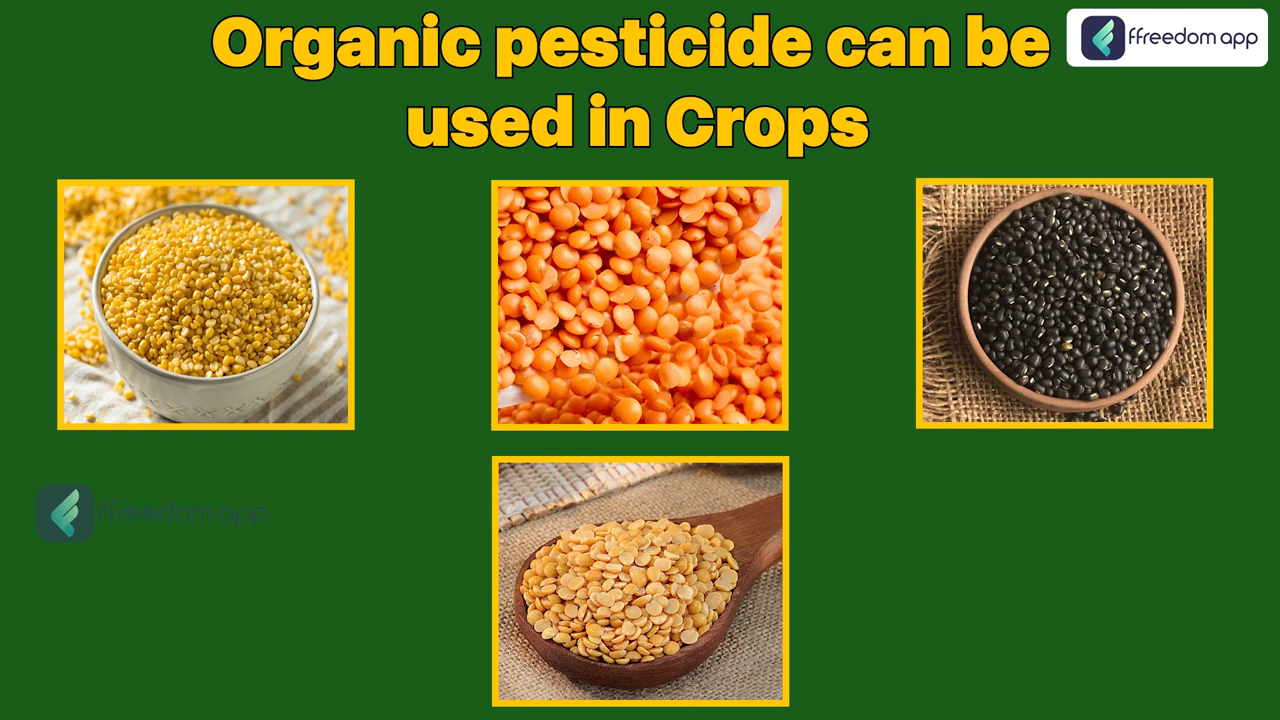 Organic pesticide can be
used in Crops
ffreedom app
ffreedom app